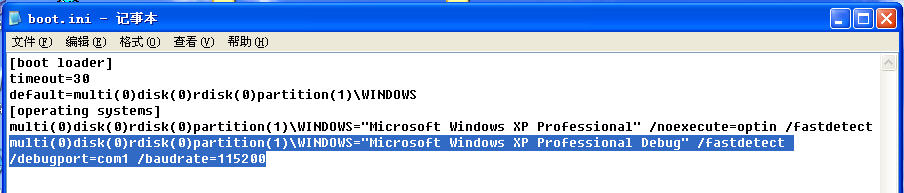 boot.ini - 记事本
文件(F) 编辑(E) 格式(O) 查看(V) 帮助(H)
[boot loader]
timeout=30
default=multi(0)disk(0)rdisk(0)partition(1)\WINDOWS
[operating systems]
multi(0)disk(0)rdisk(0)partition(1)\WINDOWS="Microsoft Windows XP Professional" /noexecute=optin /fastdetect
multi(0)disk(0)rdisk(0)partition(1)\WINDOWS="Microsoft Windows XP Professional Debug" /fastdetect
/debugport=com1 /baudrate=115200